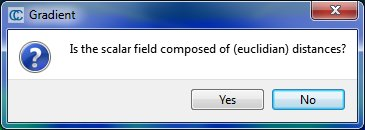 Gradient
Is the scalar field composed of (euclidian) distances?
Yes No